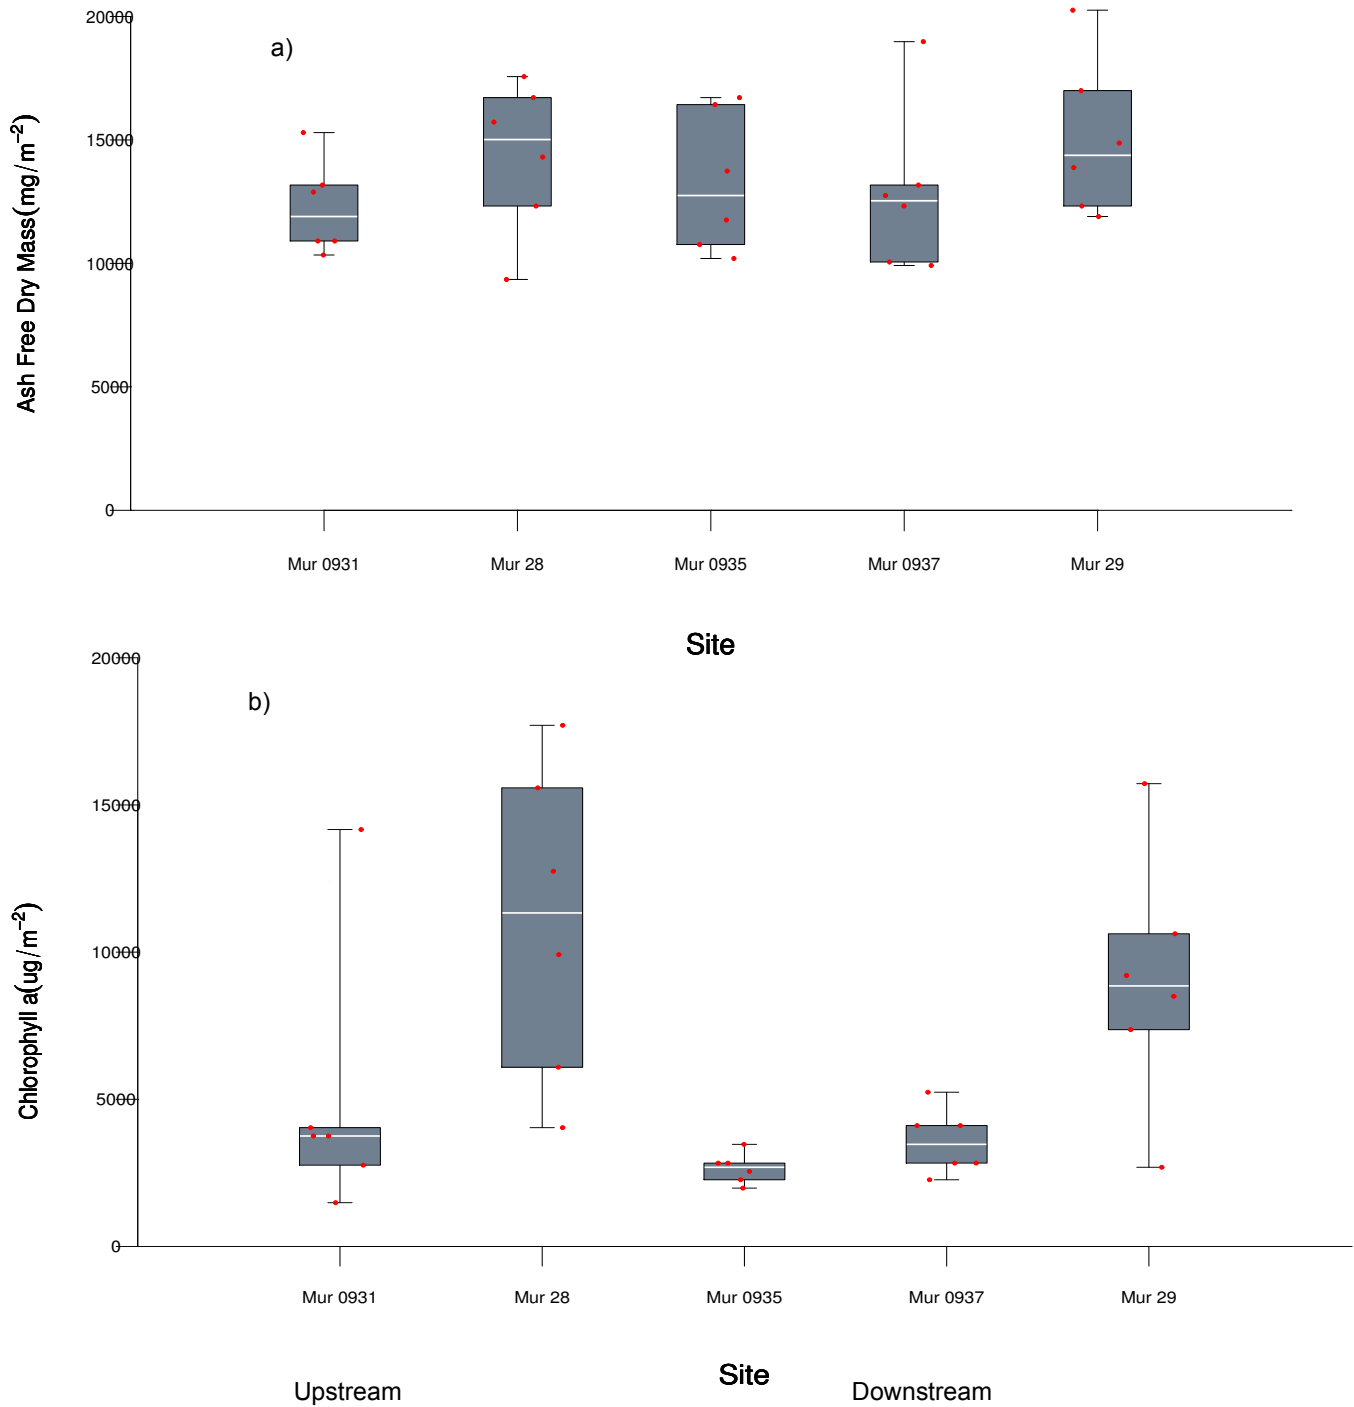 20000
a)
15000
10000
5000
0
Ash Free Dry Mass(mg/m⁻²)
Mur 0931 Mur 28 Mur 0935 Mur 0937 Mur 29
Site
20000
b)
15000
10000
5000
0
Chlorophyll a(ug/m⁻²)
Mur 0931 Mur 28 Mur 0935 Mur 0937 Mur 29
Site
Upstream Downstream